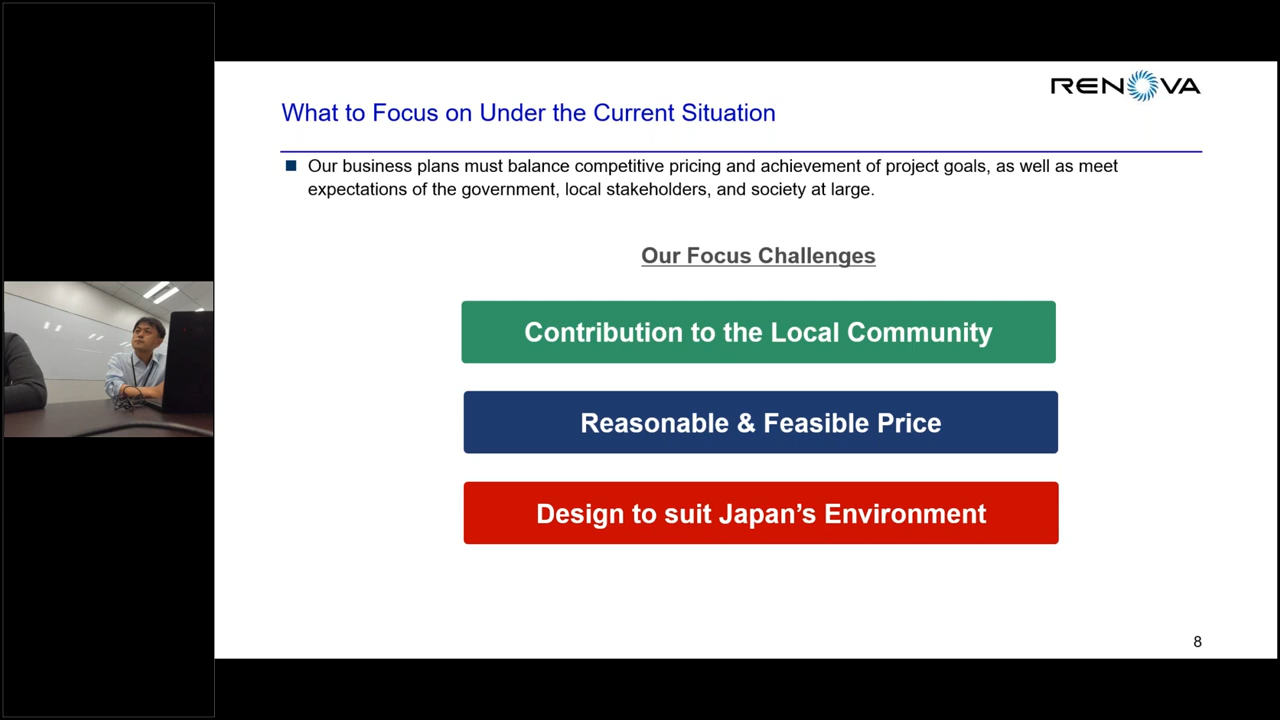 RENOVA
What to Focus on Under the Current Situation
Our business plans must balance competitive pricing and achievement of project goals, as well as meet
expectations of the government, local stakeholders, and society at large.
Our Focus Challenges
Contribution to the Local Community
Reasonable & Feasible Price
Design to suit Japan’s Environment
8